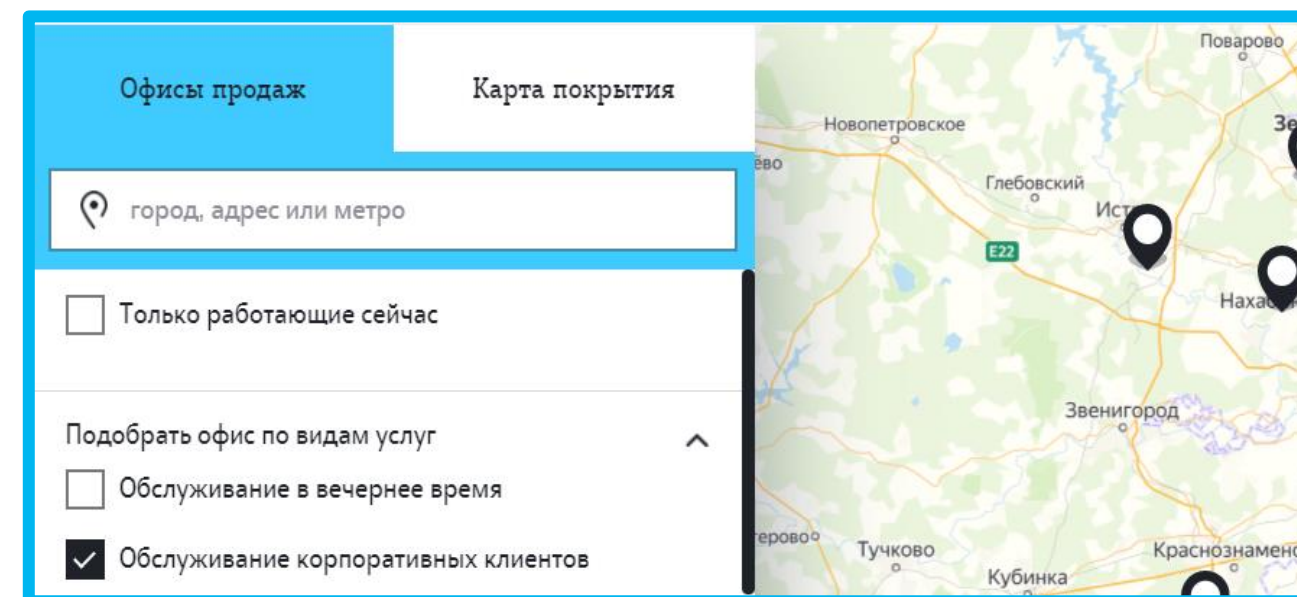 Офисы продаж
Карта покрытия
город, адрес или метро
Только работающие сейчас
Подобрать офис по видам услуг
Обслуживание в вечернее время
Обслуживание корпоративных клиентов
Поварово
Новопетровское
Глебовский
E22
Звенигород
Тучково
Кубинка